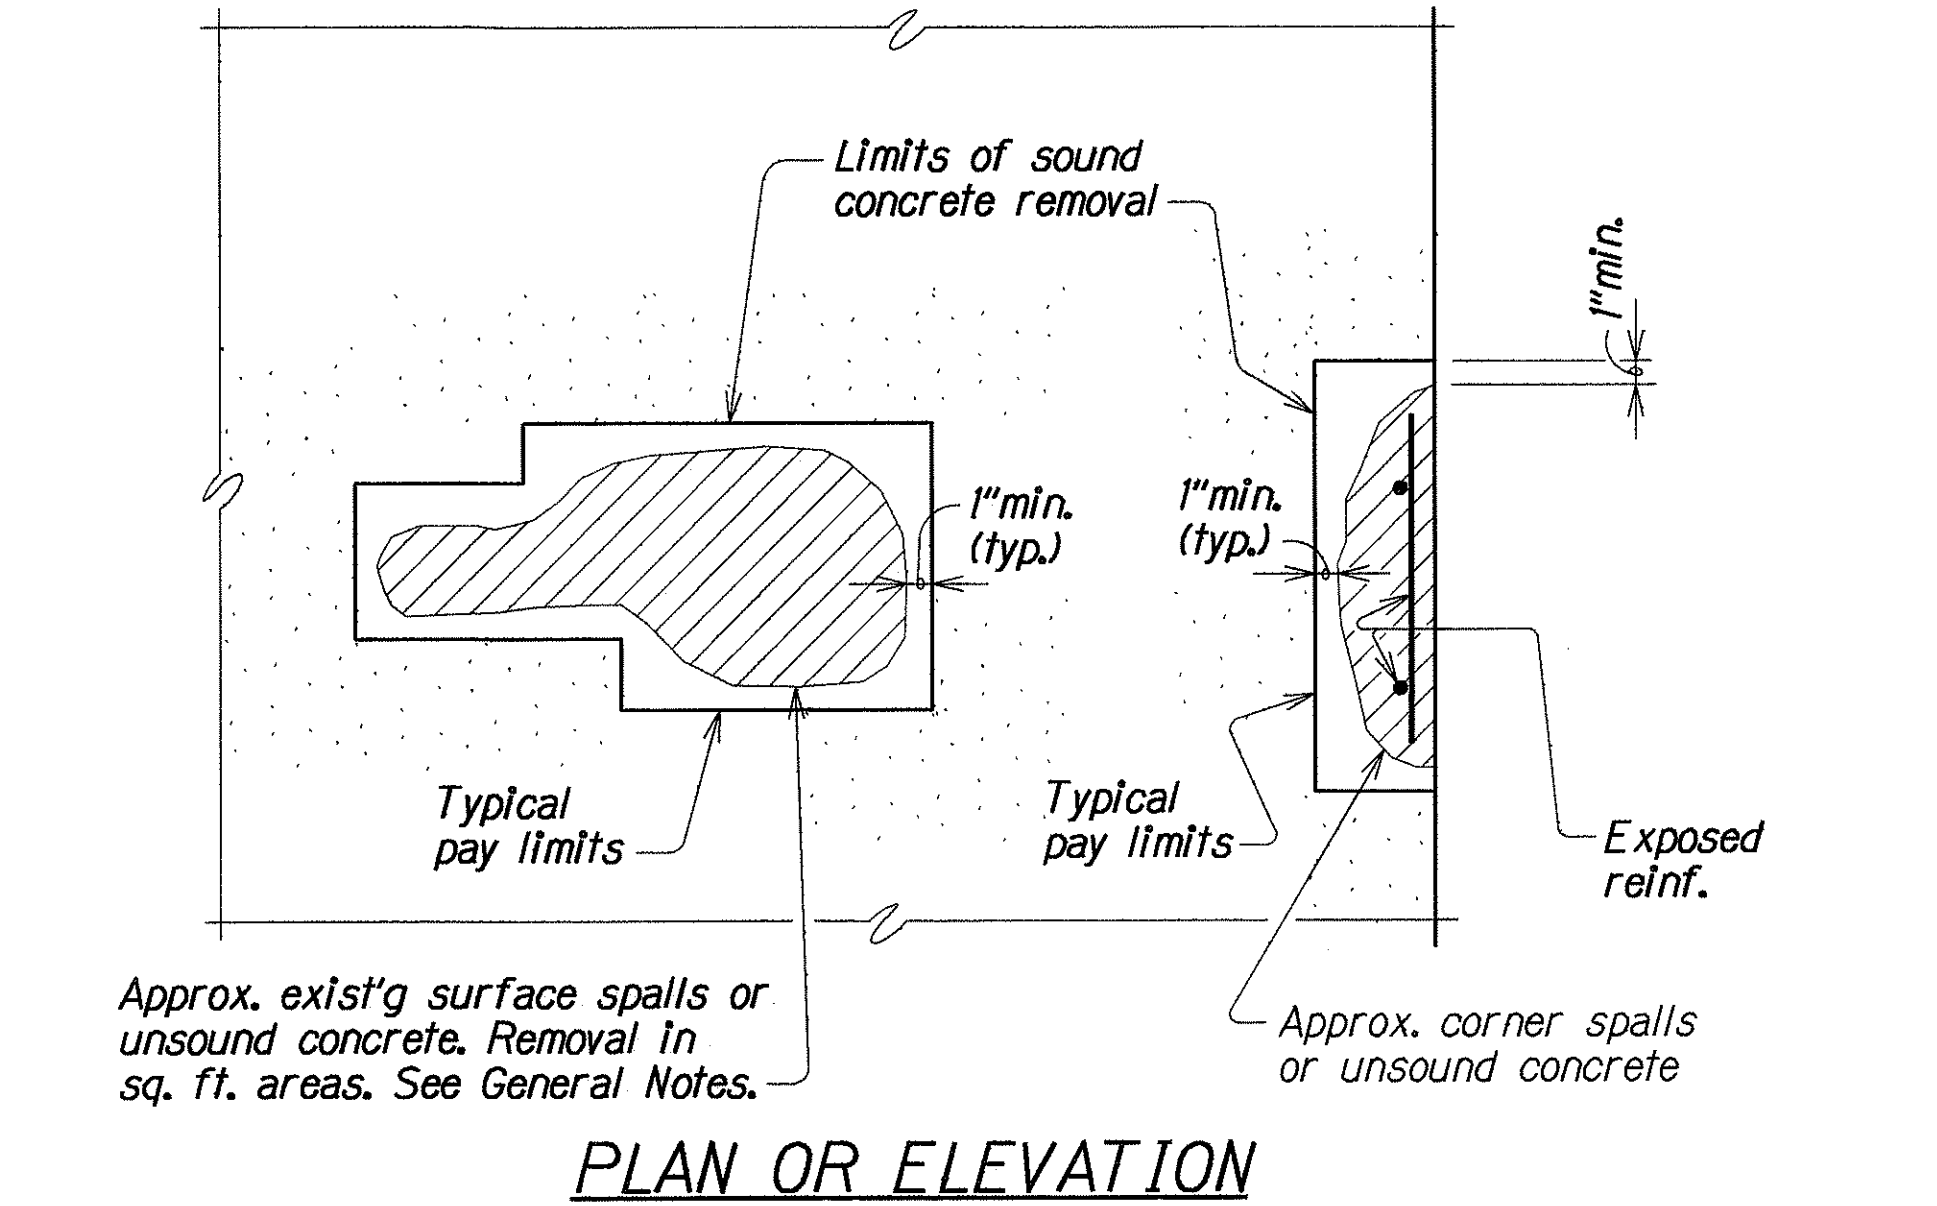 Limits of sound
concrete removal
1"min.
1"min.
(typ.)
1"min.
(typ.)
Typical
pay limits
Typical
pay limits
Exposed
reinf.
Approx. exist'g surface spalls or
unsound concrete. Removal in
sq. ft. areas. See General Notes.
Approx. corner spalls
or unsound concrete
PLAN OR ELEVATION